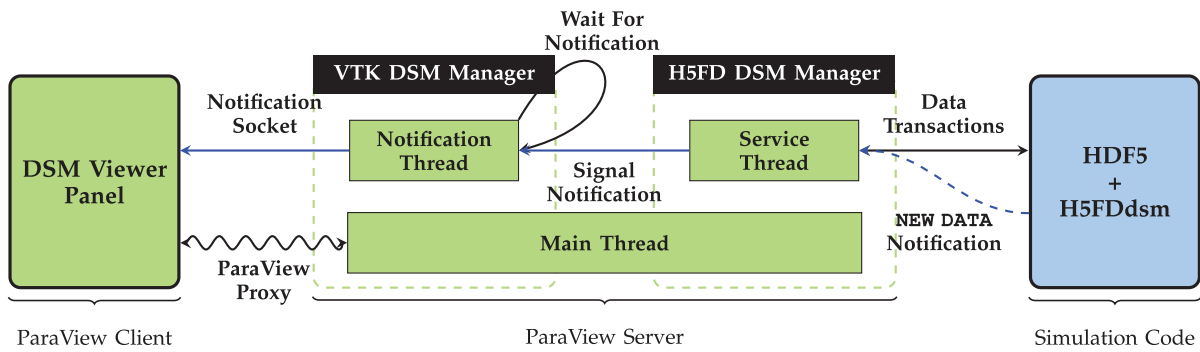 Wait For
Notification
VTK DSM Manager
H5FD DSM Manager
Notification
Socket
Data
Transactions
DSM Viewer
Panel
Notification
Thread
Service
Thread
HDF5
+
H5FDdsm
Signal
Notification
NEW DATA
Notification
Main Thread
ParaView
Proxy
ParaView Client
ParaView Server
Simulation Code